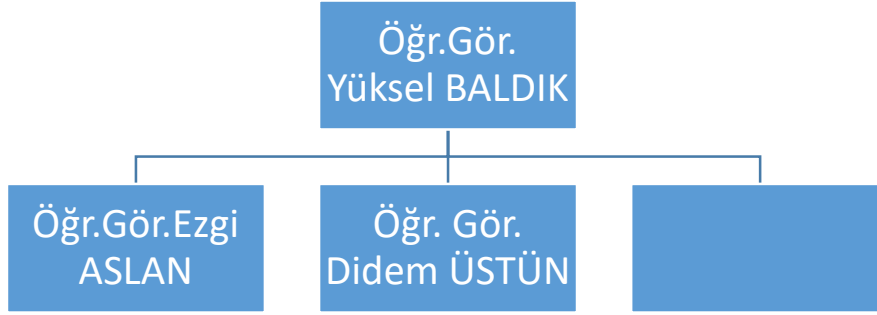 Öğr.Gör.
Yüksel BALDIK
Öğr.Gör.Ezgi
ASLAN
Öğr. Gör.
Didem ÜSTÜN